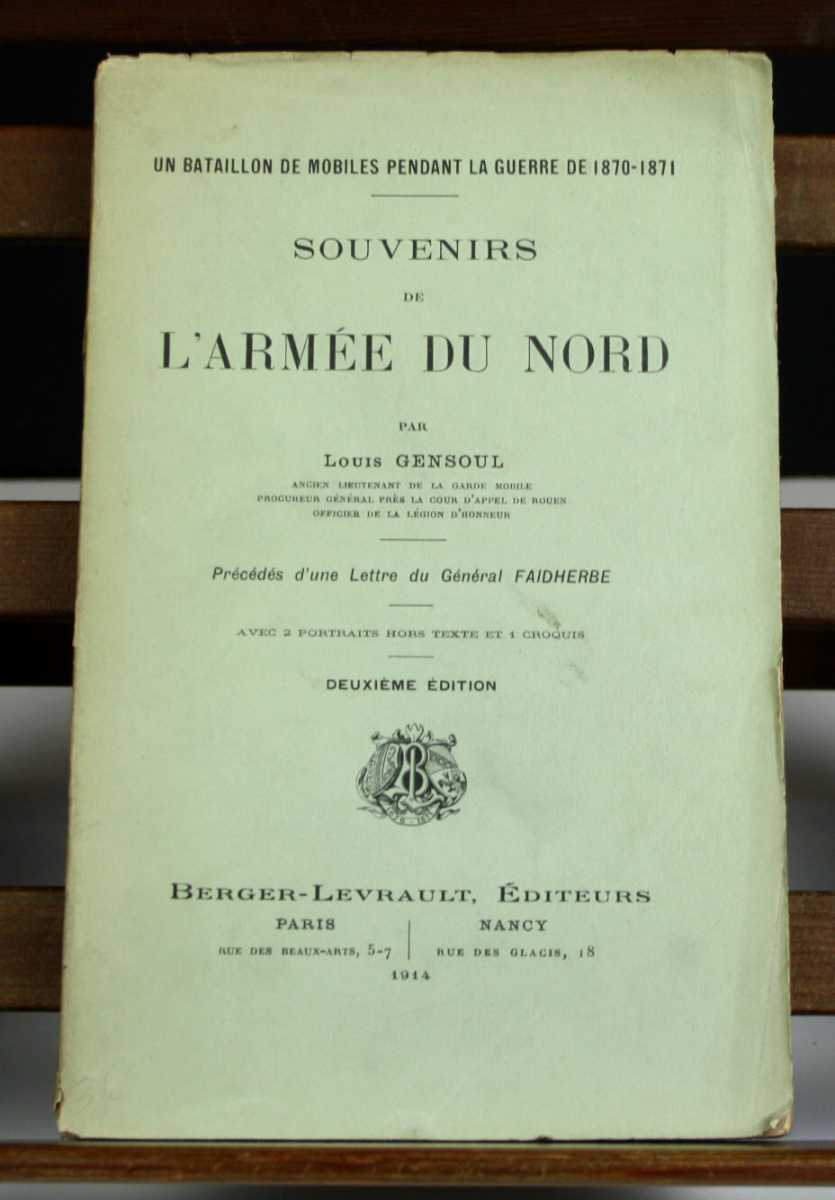 UN BATAILLON DE MOBILES PENDANT LA GUERRE DE 1870-1871
SOUVENIRS
DE
L'ARMÉE DU NORD
PAR
LOUIS GENSOUL
ANCIEN LIEUTENANT DE LA GARDE MOBILE
PROCUREUR GÉNÉRAL PRÈS LA COUR D'APPEL DE ROUEN
OFFICIER DE LA LÉGION D'HONNEUR
Précédés d'une Lettre du Général FAIDHERBE
AVEC 2 PORTRAITS HORS TEXTE ET 1 CROQUIS
DEUXIÈME ÉDITION
BERGER-LEVRAULT, ÉDITEURS
PARIS
RUE DES BEAUX-ARTS, 5-7
NANCY
RUE DES GLACIS, 18
1914